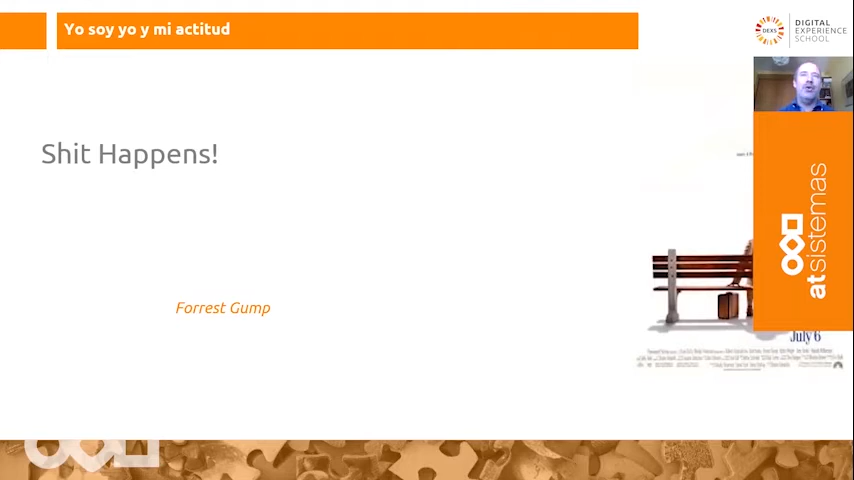 Yo soy yo y mi actitud
DEXS
DIGITAL
EXPERIENCE
SCHOOL
Shit Happens!
atsistemas
Forrest Gump
July 6